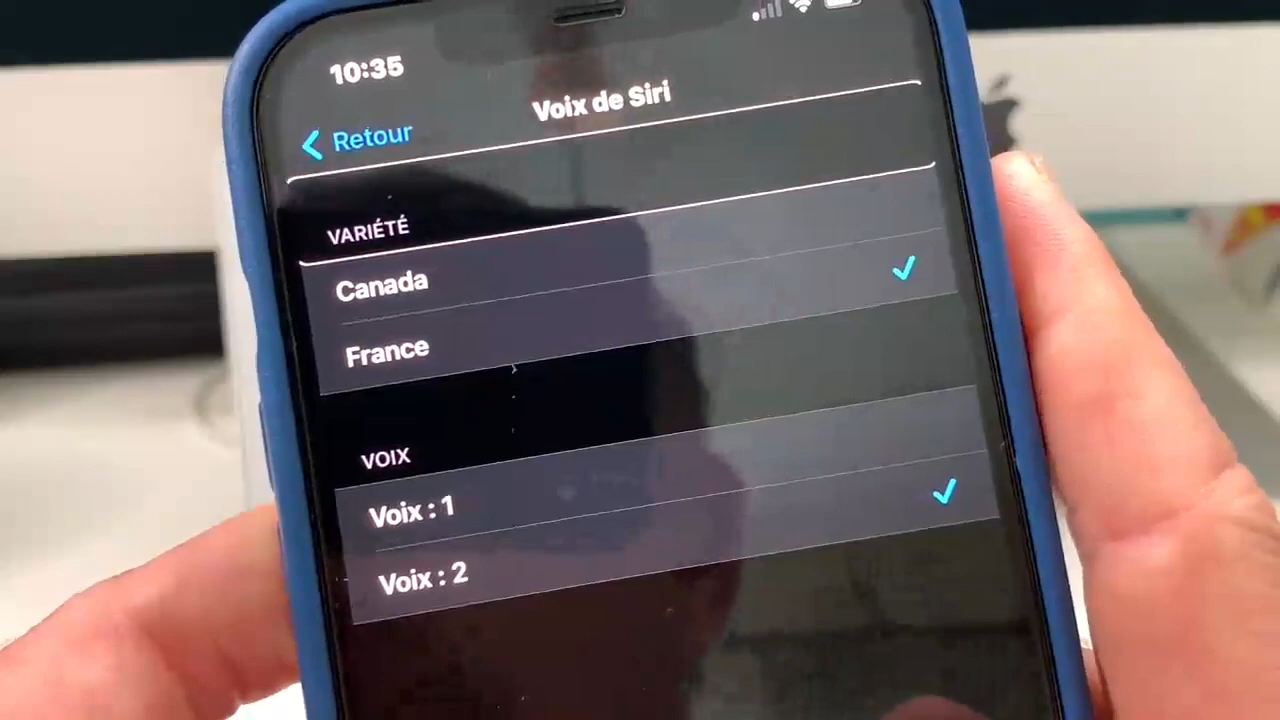 10:35
Voix de Siri
Retour
VARIÉTÉ
Canada
France
VOIX
Voix : 1
Voix : 2